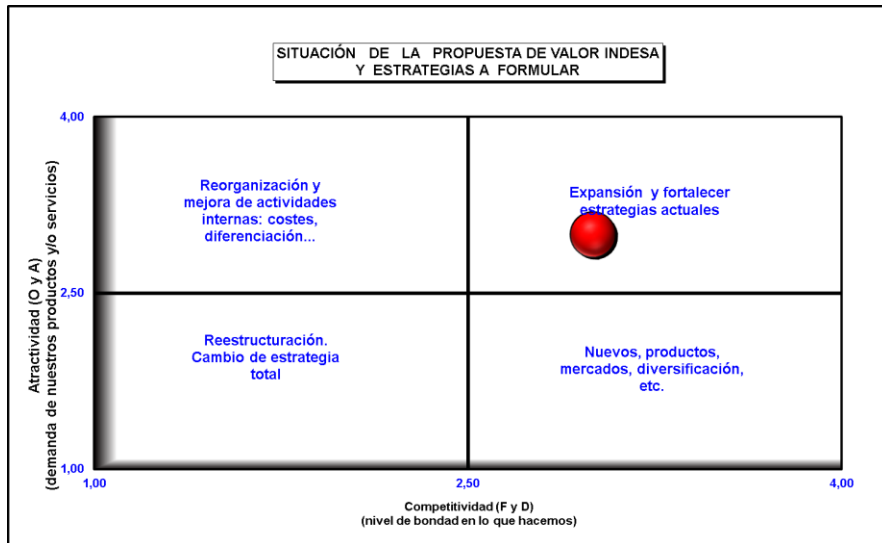 SITUACIÓN DE LA PROPUESTA DE VALOR INDESA
Y ESTRATEGIAS A FORMULAR
4,00
Reorganización y
mejora de actividades
internas: costes,
diferenciación...
Expansión y fortalecer
estrategias actuales
Atractividad (O y A)
(demanda de nuestros productos y/o servicios)
2,50
Reestructuración.
Cambio de estrategia
total
Nuevos, productos,
mercados, diversificación,
etc.
1,00
1,00
2,50
4,00
Competitividad (F y D)
(nivel de bondad en lo que hacemos)